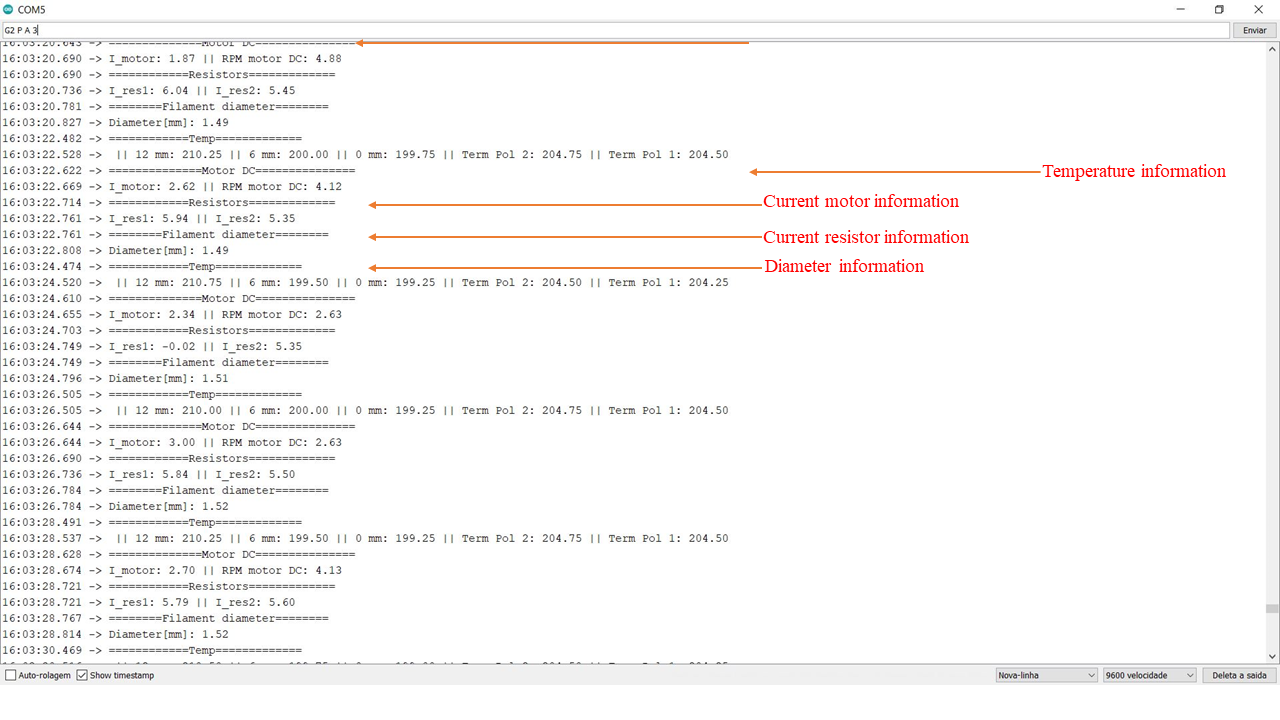 COM5
G2 P A 3
Enviar
16:03:20.643 -> ==============Motor DC===============
16:03:20.690 -> I_motor: 1.87 || RPM motor DC: 4.88
16:03:20.690 -> ============Resistors=============
16:03:20.736 -> I_res1: 6.04 || I_res2: 5.45
16:03:20.781 -> ========Filament diameter========
16:03:20.827 -> Diameter[mm]: 1.49
16:03:22.482 -> ============Temp=============
16:03:22.528 ->  || 12 mm: 210.25 || 6 mm: 200.00 || 0 mm: 199.75 || Term Pol 2: 204.75 || Term Pol 1: 204.50
16:03:22.622 -> ==============Motor DC===============
Temperature information
16:03:22.669 -> I_motor: 2.62 || RPM motor DC: 4.12
16:03:22.714 -> ============Resistors=============
Current motor information
16:03:22.761 -> I_res1: 5.94 || I_res2: 5.35
16:03:22.761 -> ========Filament diameter========
Current resistor information
16:03:22.808 -> Diameter[mm]: 1.49
16:03:24.474 -> ============Temp=============
Diameter information
16:03:24.520 ->  || 12 mm: 210.75 || 6 mm: 199.50 || 0 mm: 199.25 || Term Pol 2: 204.50 || Term Pol 1: 204.25
16:03:24.610 -> ==============Motor DC===============
16:03:24.655 -> I_motor: 2.34 || RPM motor DC: 2.63
16:03:24.703 -> ============Resistors=============
16:03:24.749 -> I_res1: -0.02 || I_res2: 5.35
16:03:24.749 -> ========Filament diameter========
16:03:24.796 -> Diameter[mm]: 1.51
16:03:26.505 -> ============Temp=============
16:03:26.505 ->  || 12 mm: 210.00 || 6 mm: 200.00 || 0 mm: 199.25 || Term Pol 2: 204.75 || Term Pol 1: 204.50
16:03:26.644 -> ==============Motor DC===============
16:03:26.644 -> I_motor: 3.00 || RPM motor DC: 2.63
16:03:26.690 -> ============Resistors=============
16:03:26.736 -> I_res1: 5.84 || I_res2: 5.50
16:03:26.784 -> ========Filament diameter========
16:03:26.784 -> Diameter[mm]: 1.52
16:03:28.491 -> ============Temp=============
16:03:28.537 ->  || 12 mm: 210.25 || 6 mm: 199.50 || 0 mm: 199.25 || Term Pol 2: 204.75 || Term Pol 1: 204.50
16:03:28.628 -> ==============Motor DC===============
16:03:28.674 -> I_motor: 2.70 || RPM motor DC: 4.13
16:03:28.721 -> ============Resistors=============
16:03:28.721 -> I_res1: 5.79 || I_res2: 5.60
16:03:28.767 -> ========Filament diameter========
16:03:28.814 -> Diameter[mm]: 1.52
16:03:30.469 -> ============Temp=============
Auto-rolagem
Show timestamp
Nova-linha
9600 velocidade
Deleta a saida